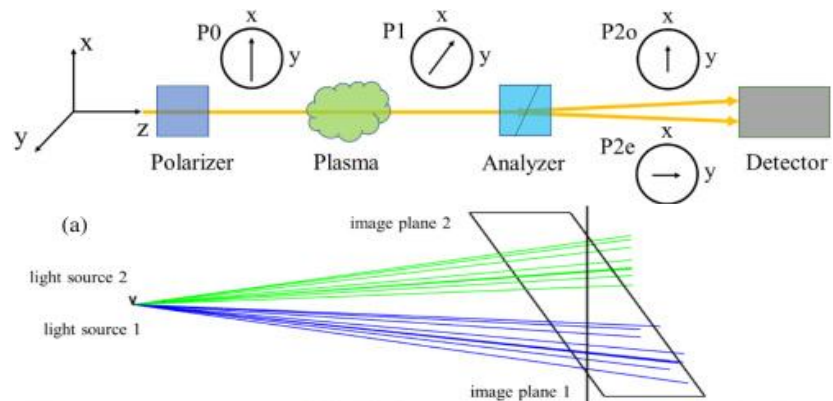 x
P0
y
x
P1
y
x
P2o
y
x
y
z
Polarizer
Plasma
Analyzer
P2e
x
y
Detector
(a)
image plane 2
light source 2
light source 1
image plane 1